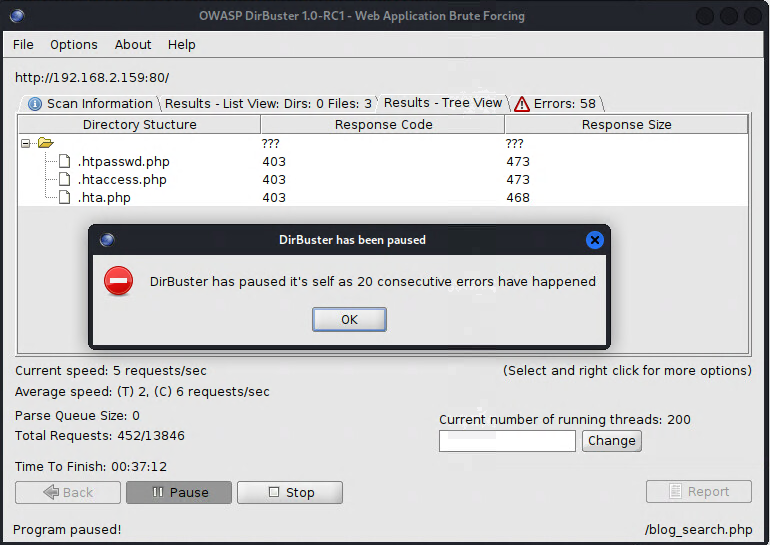 OWASP DirBuster 1.0-RC1 - Web Application Brute Forcing
File Options About Help
http://192.168.2.159:80/
Scan Information Results - List View: Dirs: 0 Files: 3 Results - Tree View Errors: 58
Directory Stucture Response Code Response Size
??? ???
.htpasswd.php 403 473
.htaccess.php 403 473
.hta.php 403 468
DirBuster has been paused
DirBuster has paused it's self as 20 consecutive errors have happened
OK
Current speed: 5 requests/sec (Select and right click for more options)
Average speed: (T) 2, (C) 6 requests/sec
Parse Queue Size: 0 Current number of running threads: 200
Total Requests: 452/13846 Change
Time To Finish: 00:37:12
Back Pause Stop Report
Program paused! /blog_search.php